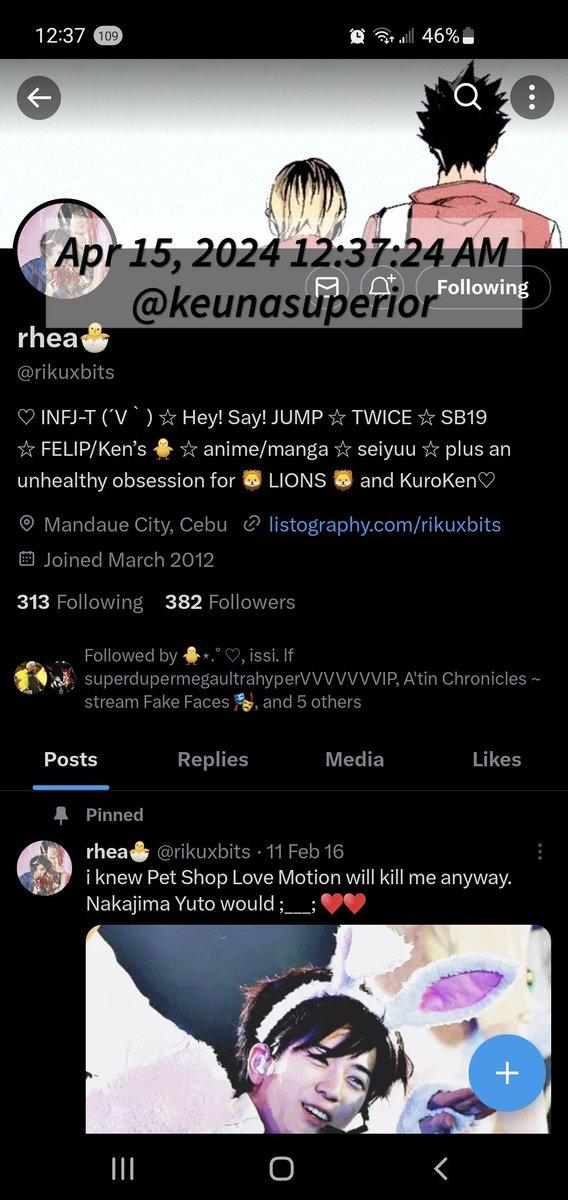 12:37 109 46%
Apr 15, 2024 12:37:24 AM
@keunasuperior
Following
rhea🐣
@rikuxbits
♡ INFJ-T (´V｀) ☆ Hey! Say! JUMP ☆ TWICE ☆ SB19
☆ FELIP/Ken’s 🐥 ☆ anime/manga ☆ seiyuu ☆ plus an
unhealthy obsession for 🦁 LIONS 🦁 and KuroKen♡
Mandaue City, Cebu listography.com/rikuxbits
Joined March 2012
313 Following 382 Followers
Followed by 🐥⋆.˚ ♡, issi. lf
superdupermegaultrahyperVVVVVVVIP, A'tin Chronicles ~
stream Fake Faces 🎭, and 5 others
Posts Replies Media Likes
Pinned
rhea🐣 @rikuxbits · 11 Feb 16
i knew Pet Shop Love Motion will kill me anyway.
Nakajima Yuto would ;___; ♥️♥️